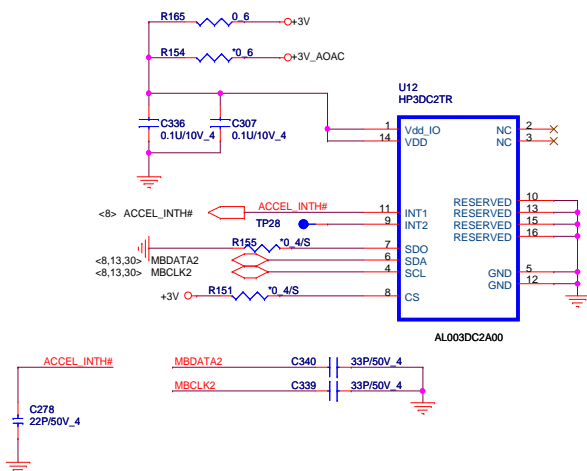 R165 0_6 +3V
R154 *0_6 +3V_AOAC
U12
HP3DC2TR
C336
0.1U/10V_4
C307
0.1U/10V_4
1 Vdd_IO NC 2
14 VDD NC 3
RESERVED 10
<8> ACCEL_INTH# ACCEL_INTH# 11 INT1 RESERVED 13
TP28 9 INT2 RESERVED 15
RESERVED 16
R155 *0_4/S 7 SDO
<8,13,30> MBDATA2 6 SDA
<8,13,30> MBCLK2 4 SCL GND 5
GND 12
+3V R151 *0_4/S 8 CS
AL003DC2A00
ACCEL_INTH# MBDATA2 C340 33P/50V_4
MBCLK2 C339 33P/50V_4
C278
22P/50V_4